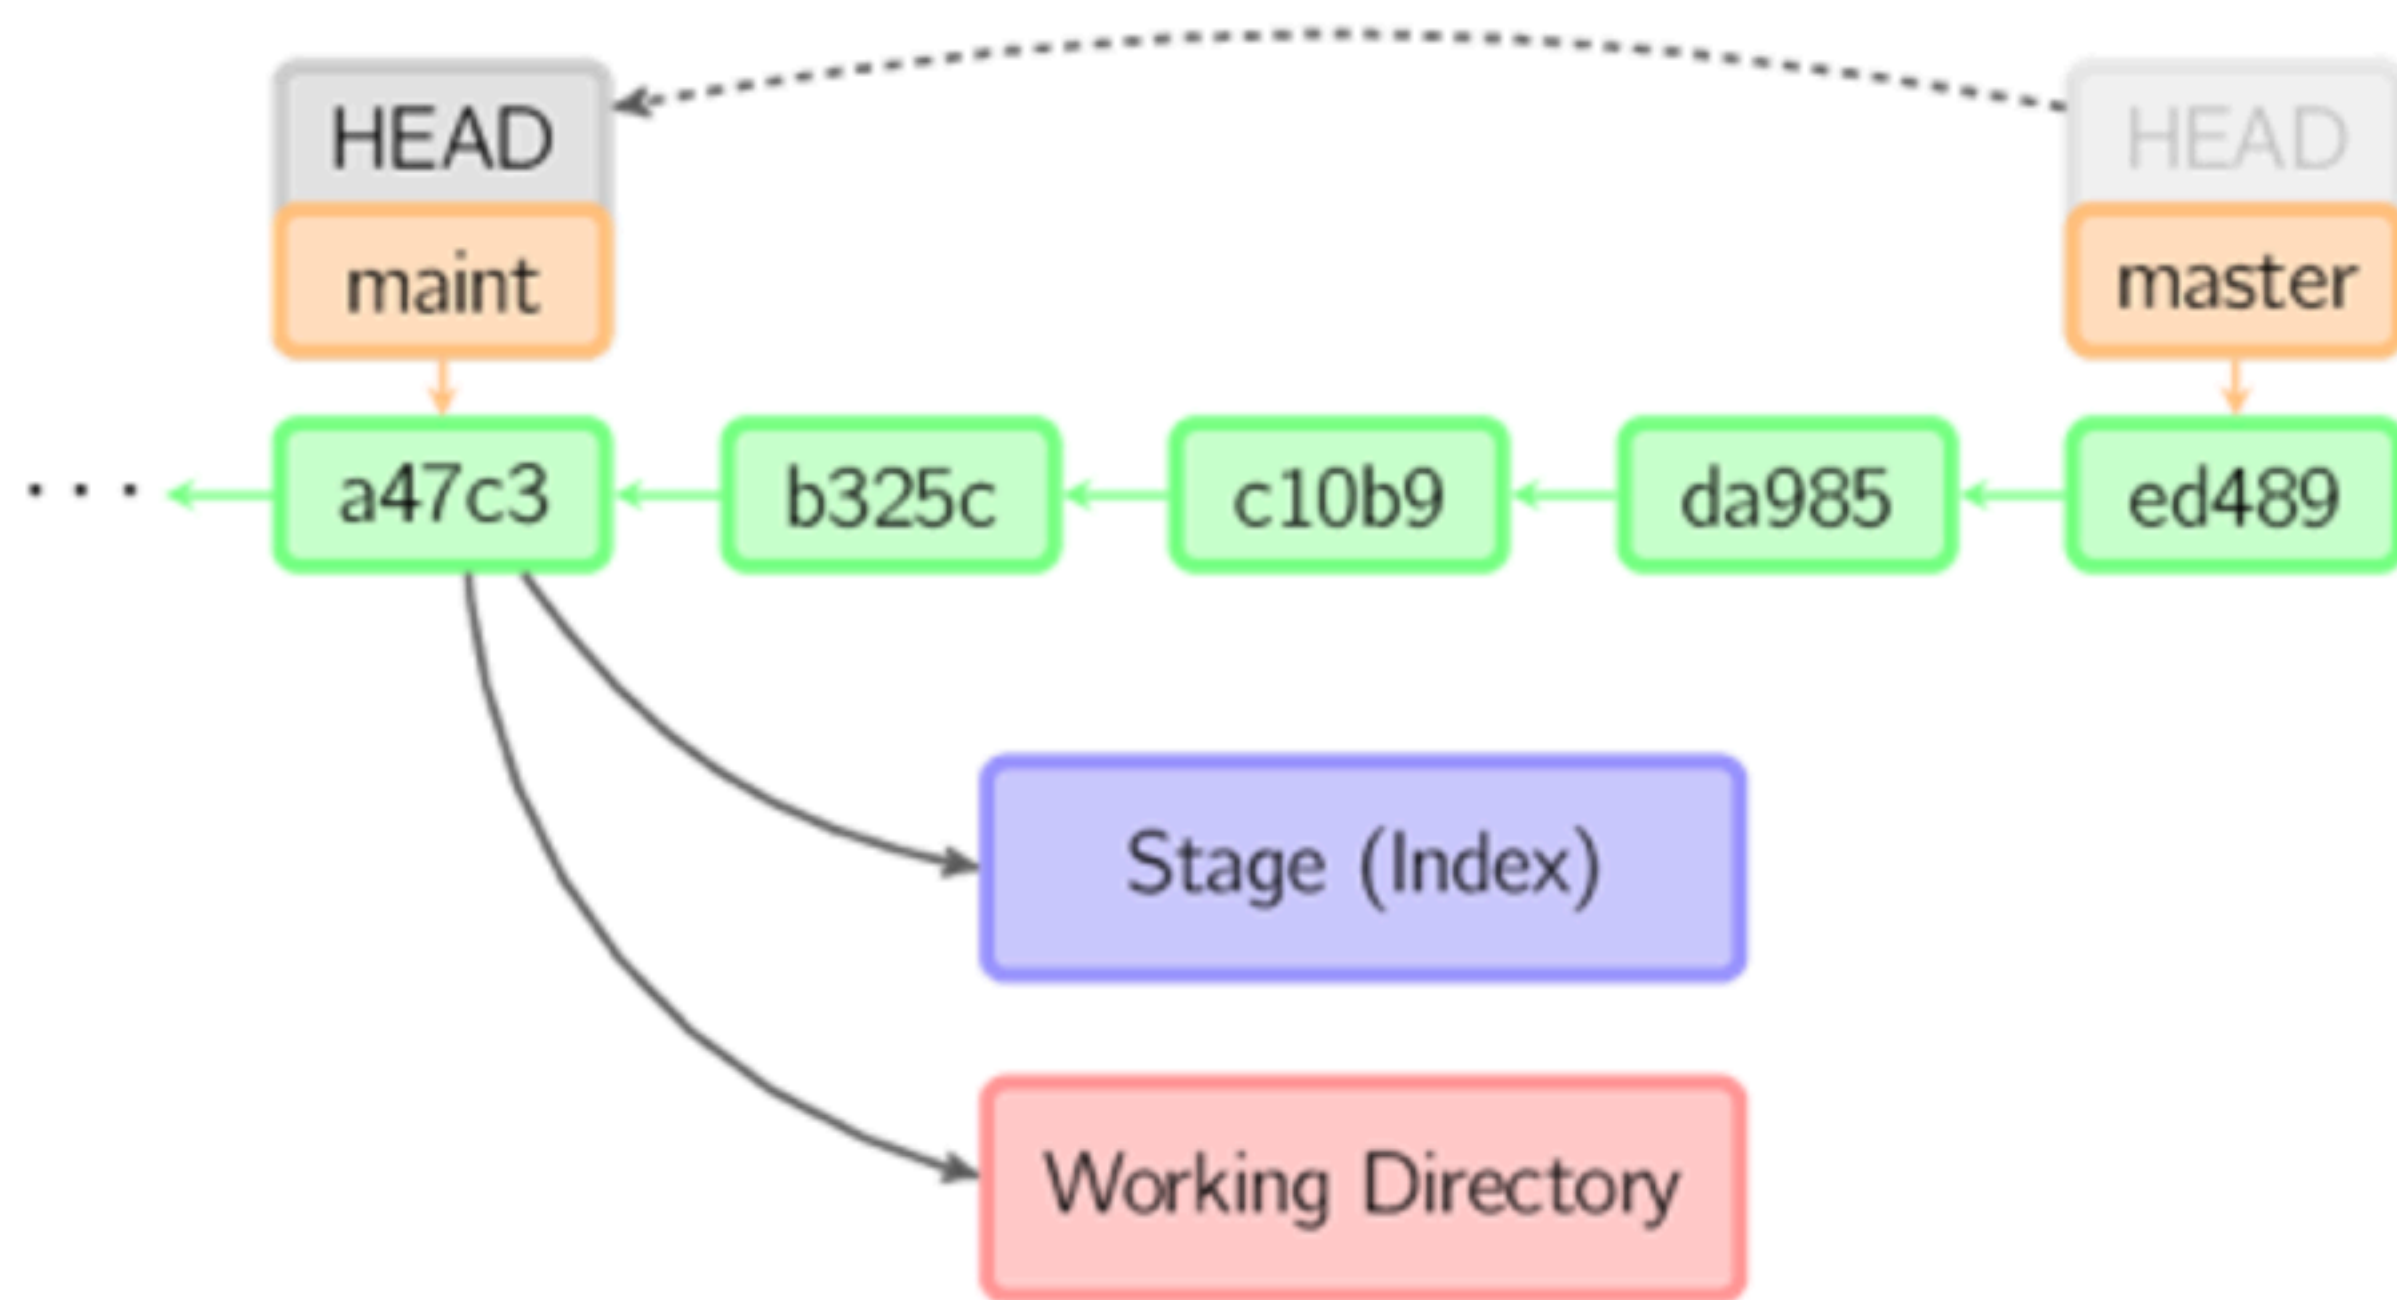 HEAD HEAD
maint master
... a47c3 b325c c10b9 da985 ed489
Stage (Index)
Working Directory